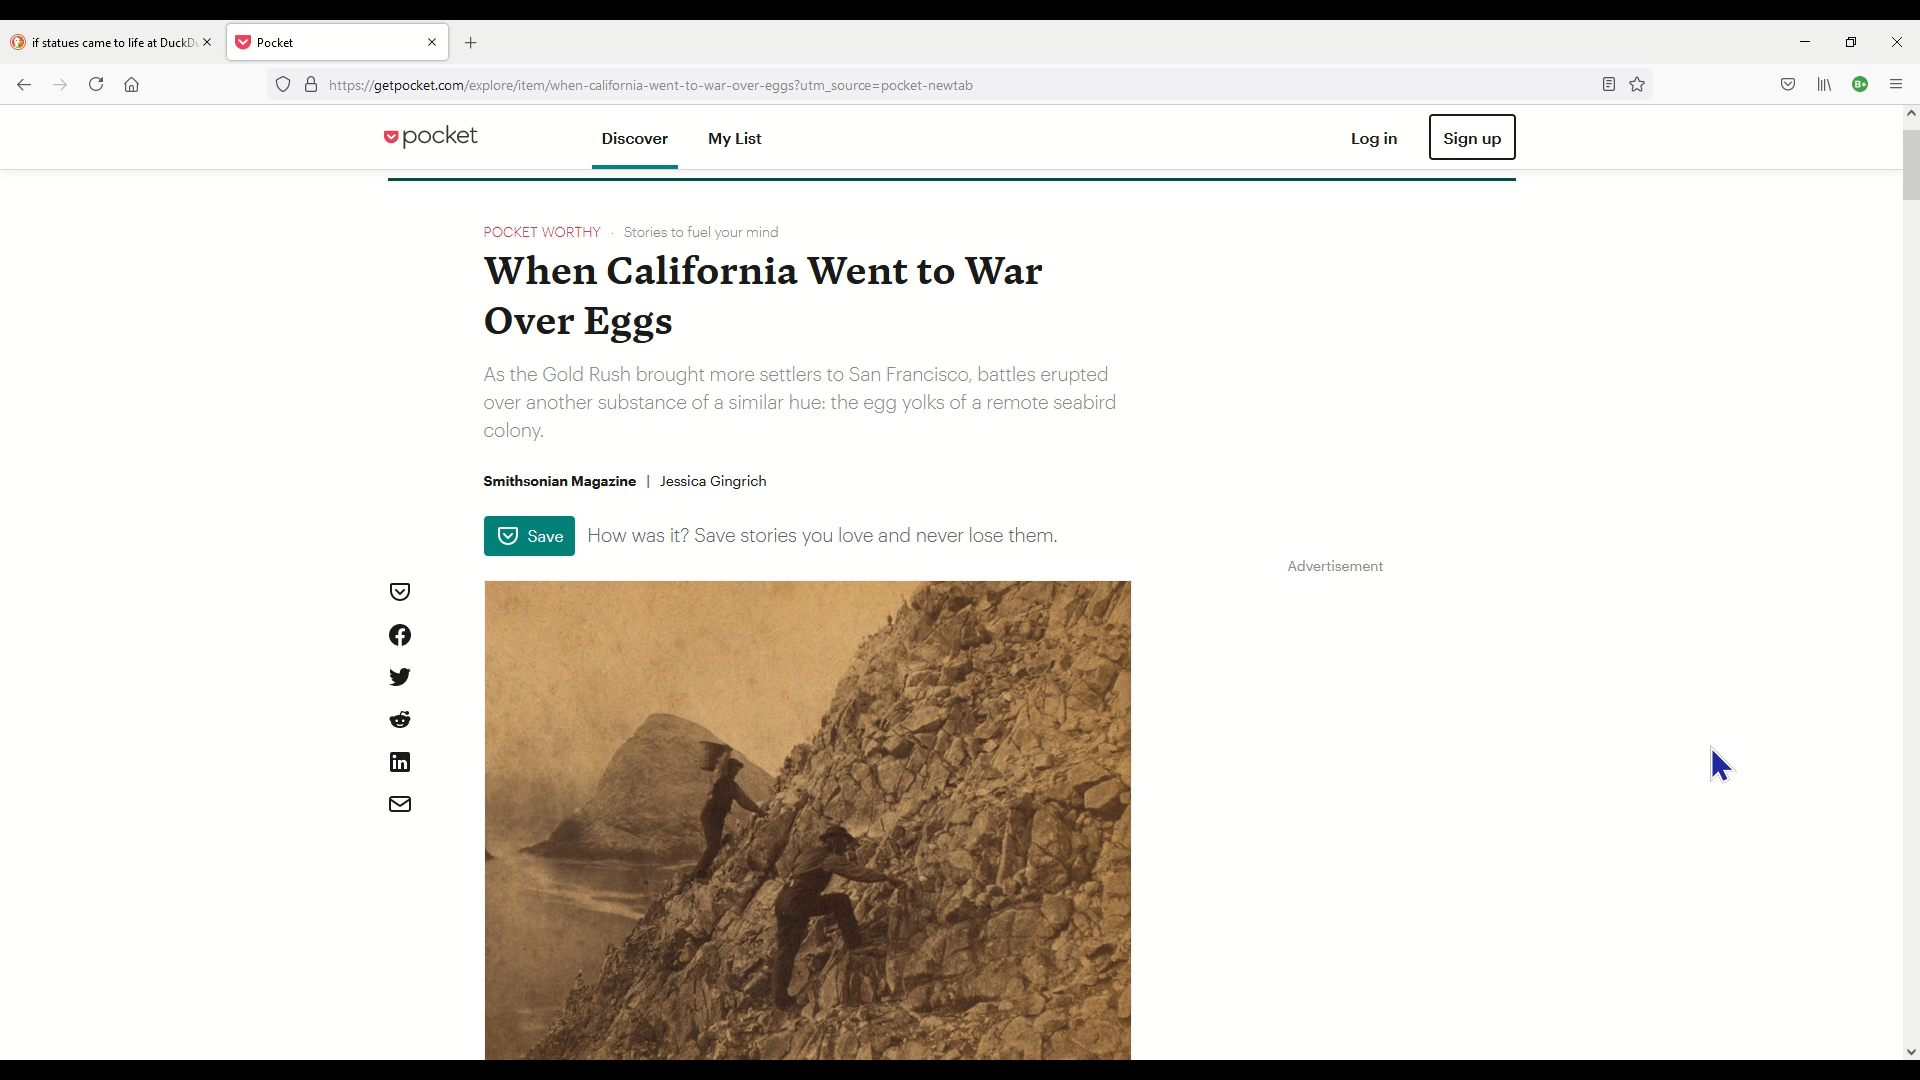 if statues came to life at DuckDu
Pocket
https://getpocket.com/explore/item/when-california-went-to-war-over-eggs?utm_source=pocket-newtab
pocket
Discover
My List
Log in
Sign up
POCKET WORTHY · Stories to fuel your mind
When California Went to War
Over Eggs
As the Gold Rush brought more settlers to San Francisco, battles erupted
over another substance of a similar hue: the egg yolks of a remote seabird
colony.
Smithsonian Magazine | Jessica Gingrich
Save
How was it? Save stories you love and never lose them.
Advertisement